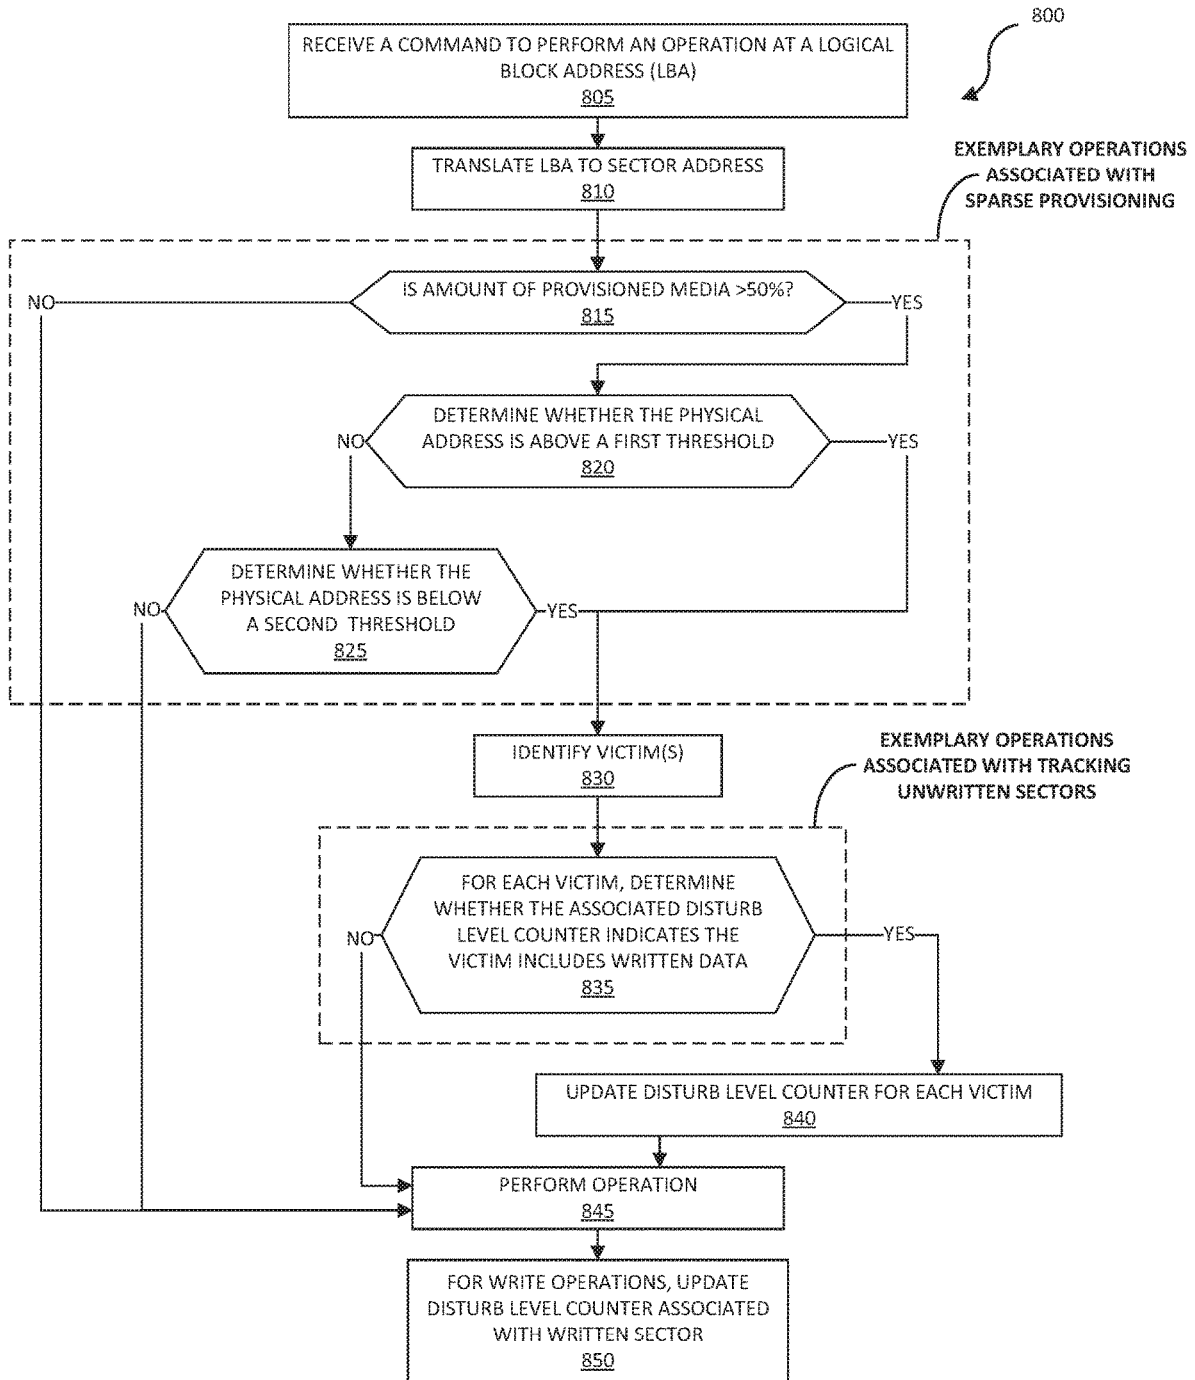 800
RECEIVE A COMMAND TO PERFORM AN OPERATION AT A LOGICAL
BLOCK ADDRESS (LBA)
805
TRANSLATE LBA TO SECTOR ADDRESS
810
EXEMPLARY OPERATIONS
ASSOCIATED WITH
SPARSE PROVISIONING
IS AMOUNT OF PROVISIONED MEDIA >50%?
815
NO
YES
DETERMINE WHETHER THE PHYSICAL
ADDRESS IS ABOVE A FIRST THRESHOLD
820
NO
YES
DETERMINE WHETHER THE
PHYSICAL ADDRESS IS BELOW
A SECOND THRESHOLD
825
NO
YES
IDENTIFY VICTIM(S)
830
EXEMPLARY OPERATIONS
ASSOCIATED WITH TRACKING
UNWRITTEN SECTORS
FOR EACH VICTIM, DETERMINE
WHETHER THE ASSOCIATED DISTURB
LEVEL COUNTER INDICATES THE
VICTIM INCLUDES WRITTEN DATA
835
NO
YES
UPDATE DISTURB LEVEL COUNTER FOR EACH VICTIM
840
PERFORM OPERATION
845
FOR WRITE OPERATIONS, UPDATE
DISTURB LEVEL COUNTER ASSOCIATED
WITH WRITTEN SECTOR
850